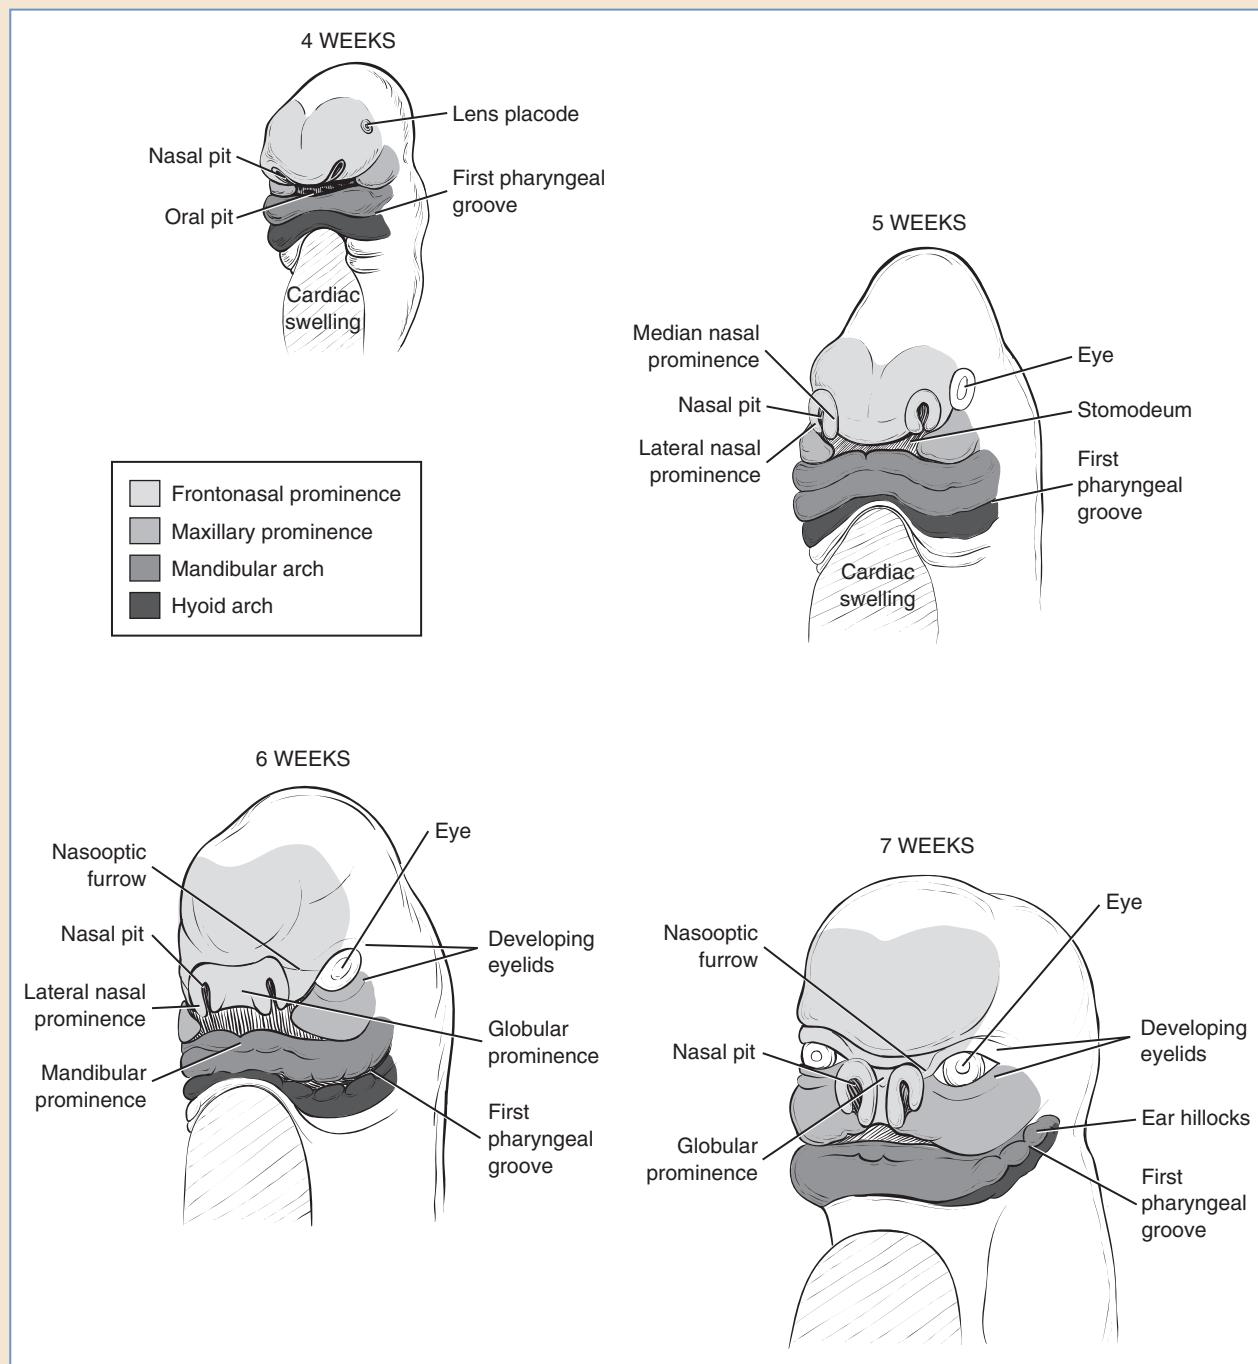 4 WEEKS
Lens placode
Nasal pit
First pharyngeal
groove
Oral pit
Cardiac
swelling
5 WEEKS
Median nasal
prominence
Eye
Nasal pit
Stomodeum
Lateral nasal
prominence
First
pharyngeal
groove
Cardiac
swelling
Frontonasal prominence
Maxillary prominence
Mandibular arch
Hyoid arch
6 WEEKS
Eye
Nasooptic
furrow
Nasal pit
Developing
eyelids
Lateral nasal
prominence
Globular
prominence
Mandibular
prominence
First
pharyngeal
groove
7 WEEKS
Eye
Nasooptic
furrow
Developing
eyelids
Nasal pit
Ear hillocks
Globular
prominence
First
pharyngeal
groove